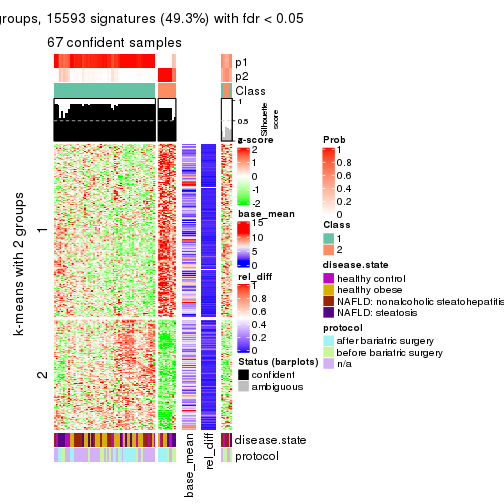 groups, 15593 signatures (49.3%) with fdr < 0.05
67 confident samples
p1
p2
Class
1
0.5
0
Silhouette
score
k-means with 2 groups
1
2
z-score
2
1
0
-1
-2
base_mean
15
10
5
0
rel_diff
1
0.8
0.6
0.4
0.2
0
Status (barplots)
confident
ambiguous
Prob
1
0.8
0.6
0.4
0.2
0
Class
1
2
disease.state
healthy control
healthy obese
NAFLD: nonalcoholic steatohepatitis
NAFLD: steatosis
protocol
after bariatric surgery
before bariatric surgery
n/a
disease.state
protocol
base_mean
rel_diff